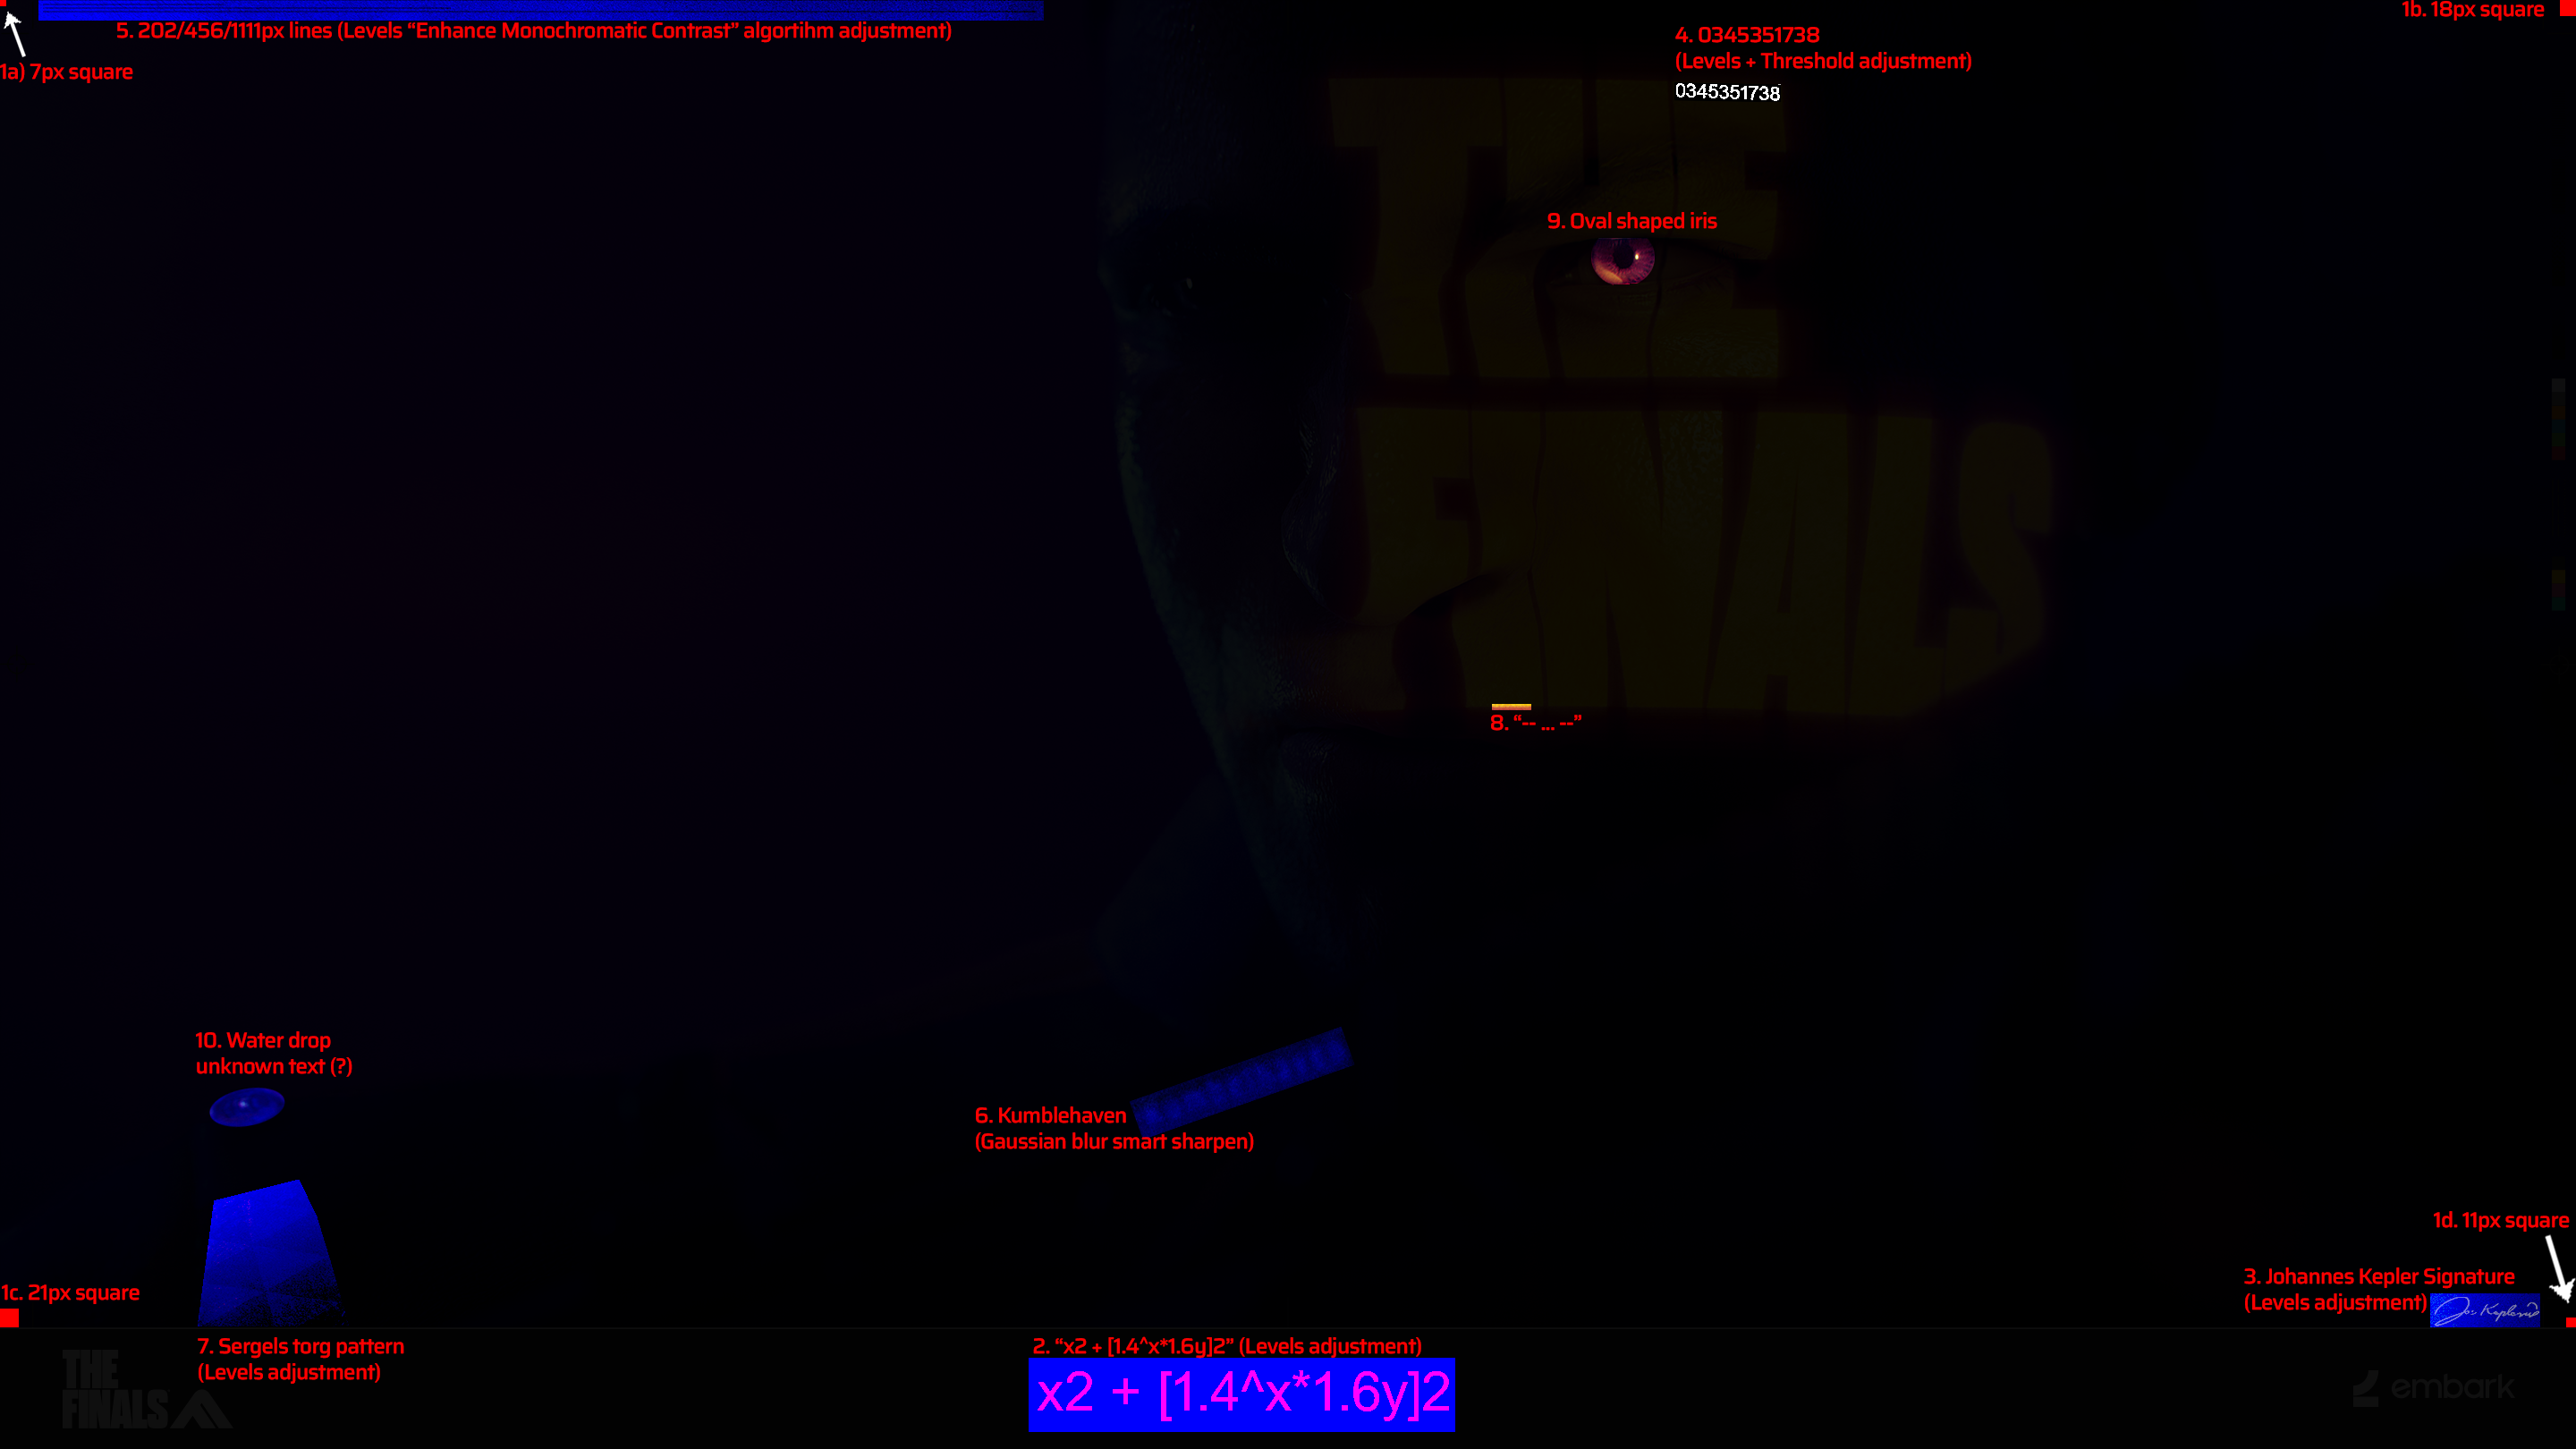 1b. 18px square
5. 202/456/1111px lines (Levels “Enhance Monochromatic Contrast” algortihm adjustment)
4. 0345351738
(Levels + Threshold adjustment)
1a) 7px square
0345351738
9. Oval shaped iris
THE
FINALS
8. “-- ... --”
10. Water drop
unknown text (?)
6. Kumblehaven
(Gaussian blur smart sharpen)
1d. 11px square
3. Johannes Kepler Signature
(Levels adjustment)
1c. 21px square
7. Sergels torg pattern
(Levels adjustment)
2. “x2 + [1.4^x*1.6y]2” (Levels adjustment)
x2 + [1.4^x*1.6y]2
THE
FINALS
embark